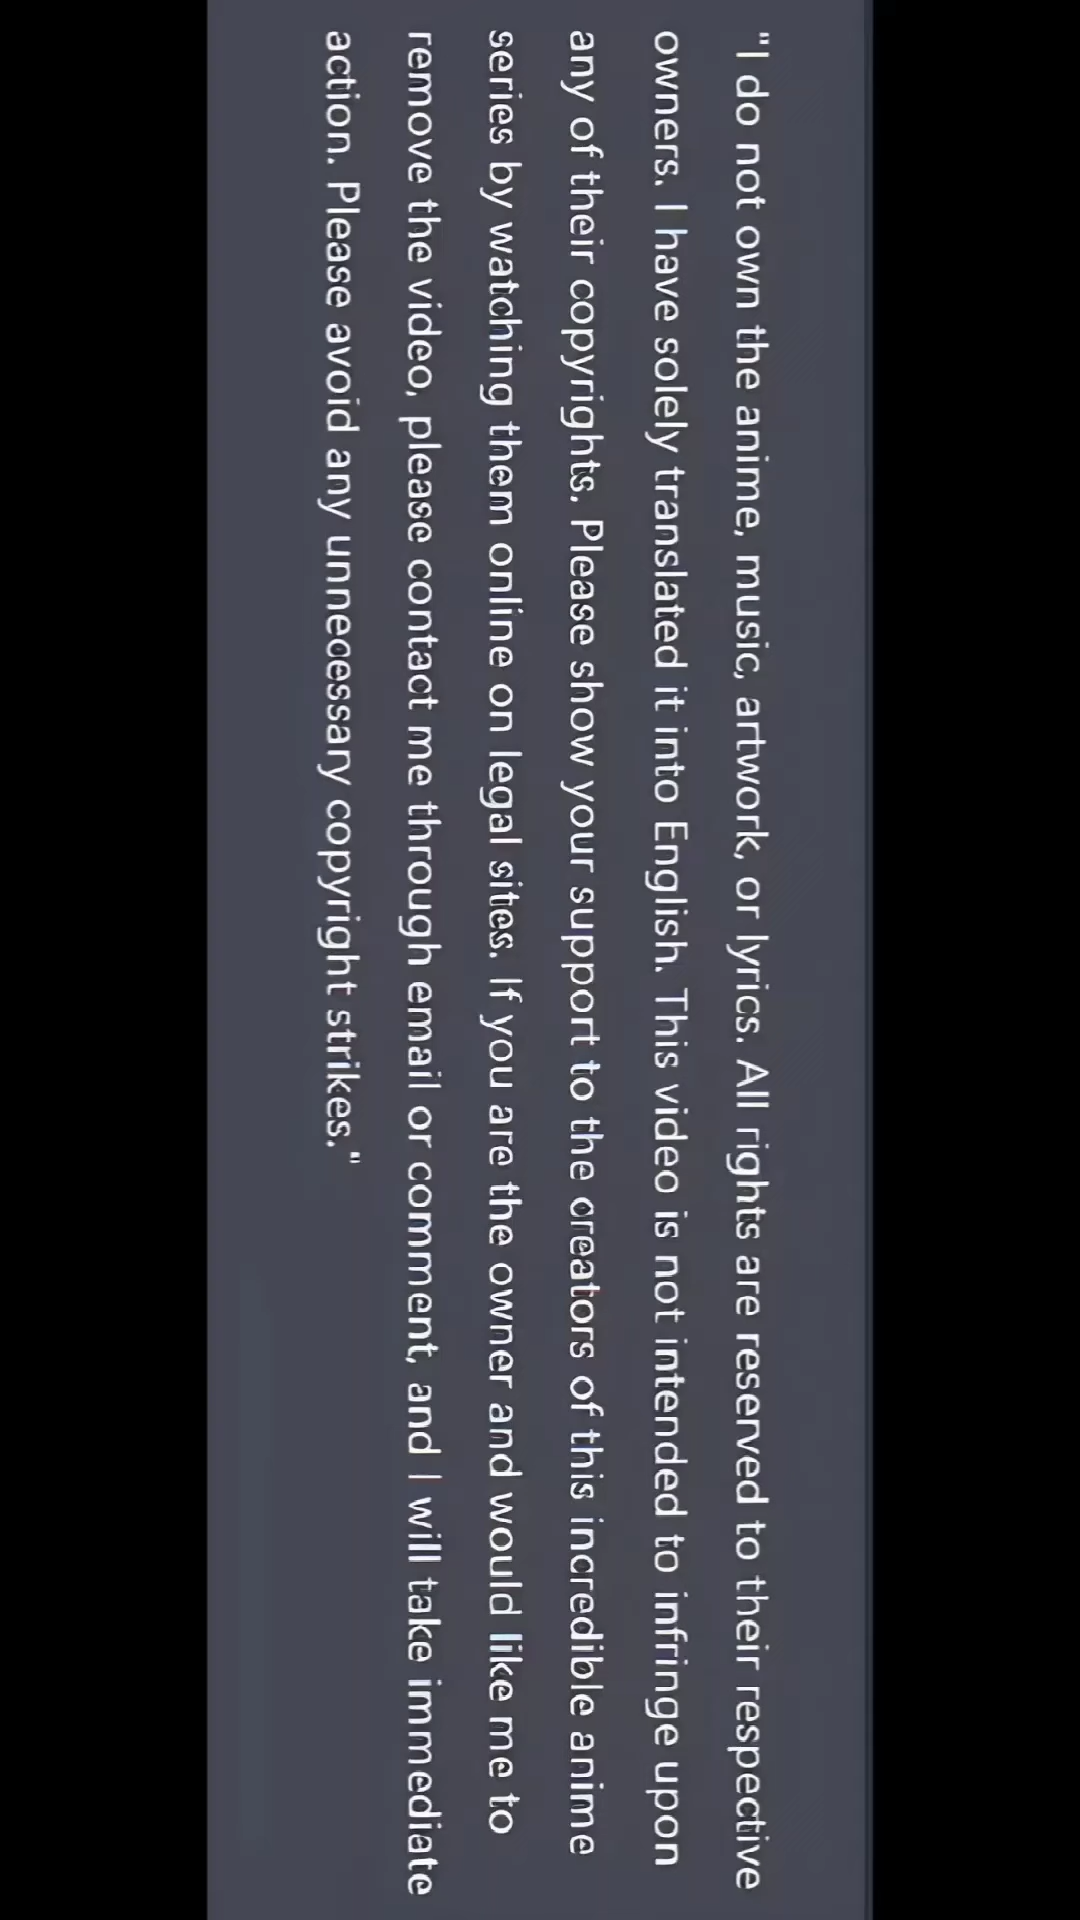 "I do not own the anime, music, artwork, or lyrics. All rights are reserved to their respective
owners. I have solely translated it into English. This video is not intended to infringe upon
any of their copyrights. Please show your support to the creators of this incredible anime
series by watching them online on legal sites. If you are the owner and would like me to
remove the video, please contact me through email or comment, and I will take immediate
action. Please avoid any unnecessary copyright strikes."